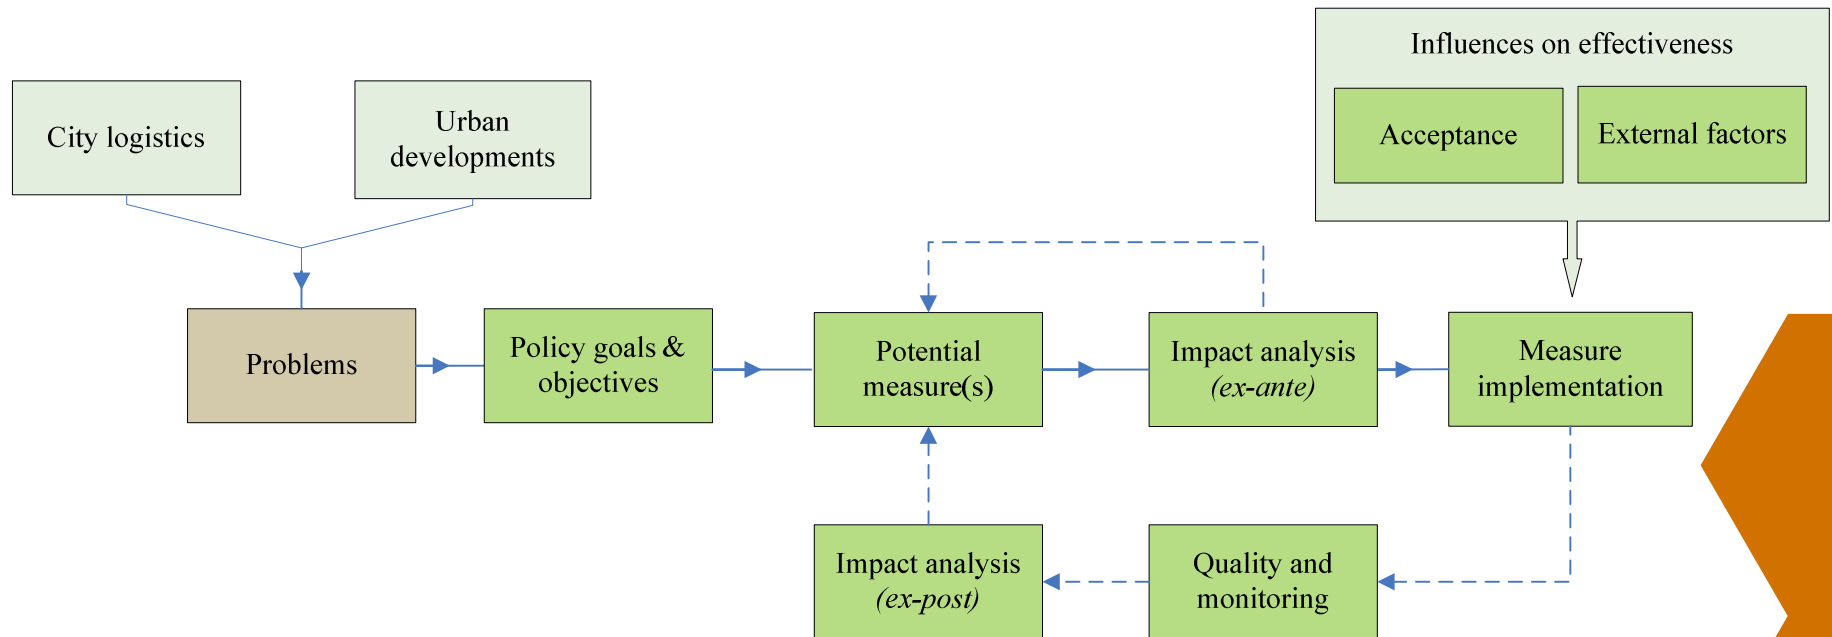 Influences on effectiveness
City logistics
Urban
developments
Acceptance
External factors
Problems
Policy goals &
objectives
Potential
measure(s)
Impact analysis
(ex-ante)
Measure
implementation
Impact analysis
(ex-post)
Quality and
monitoring